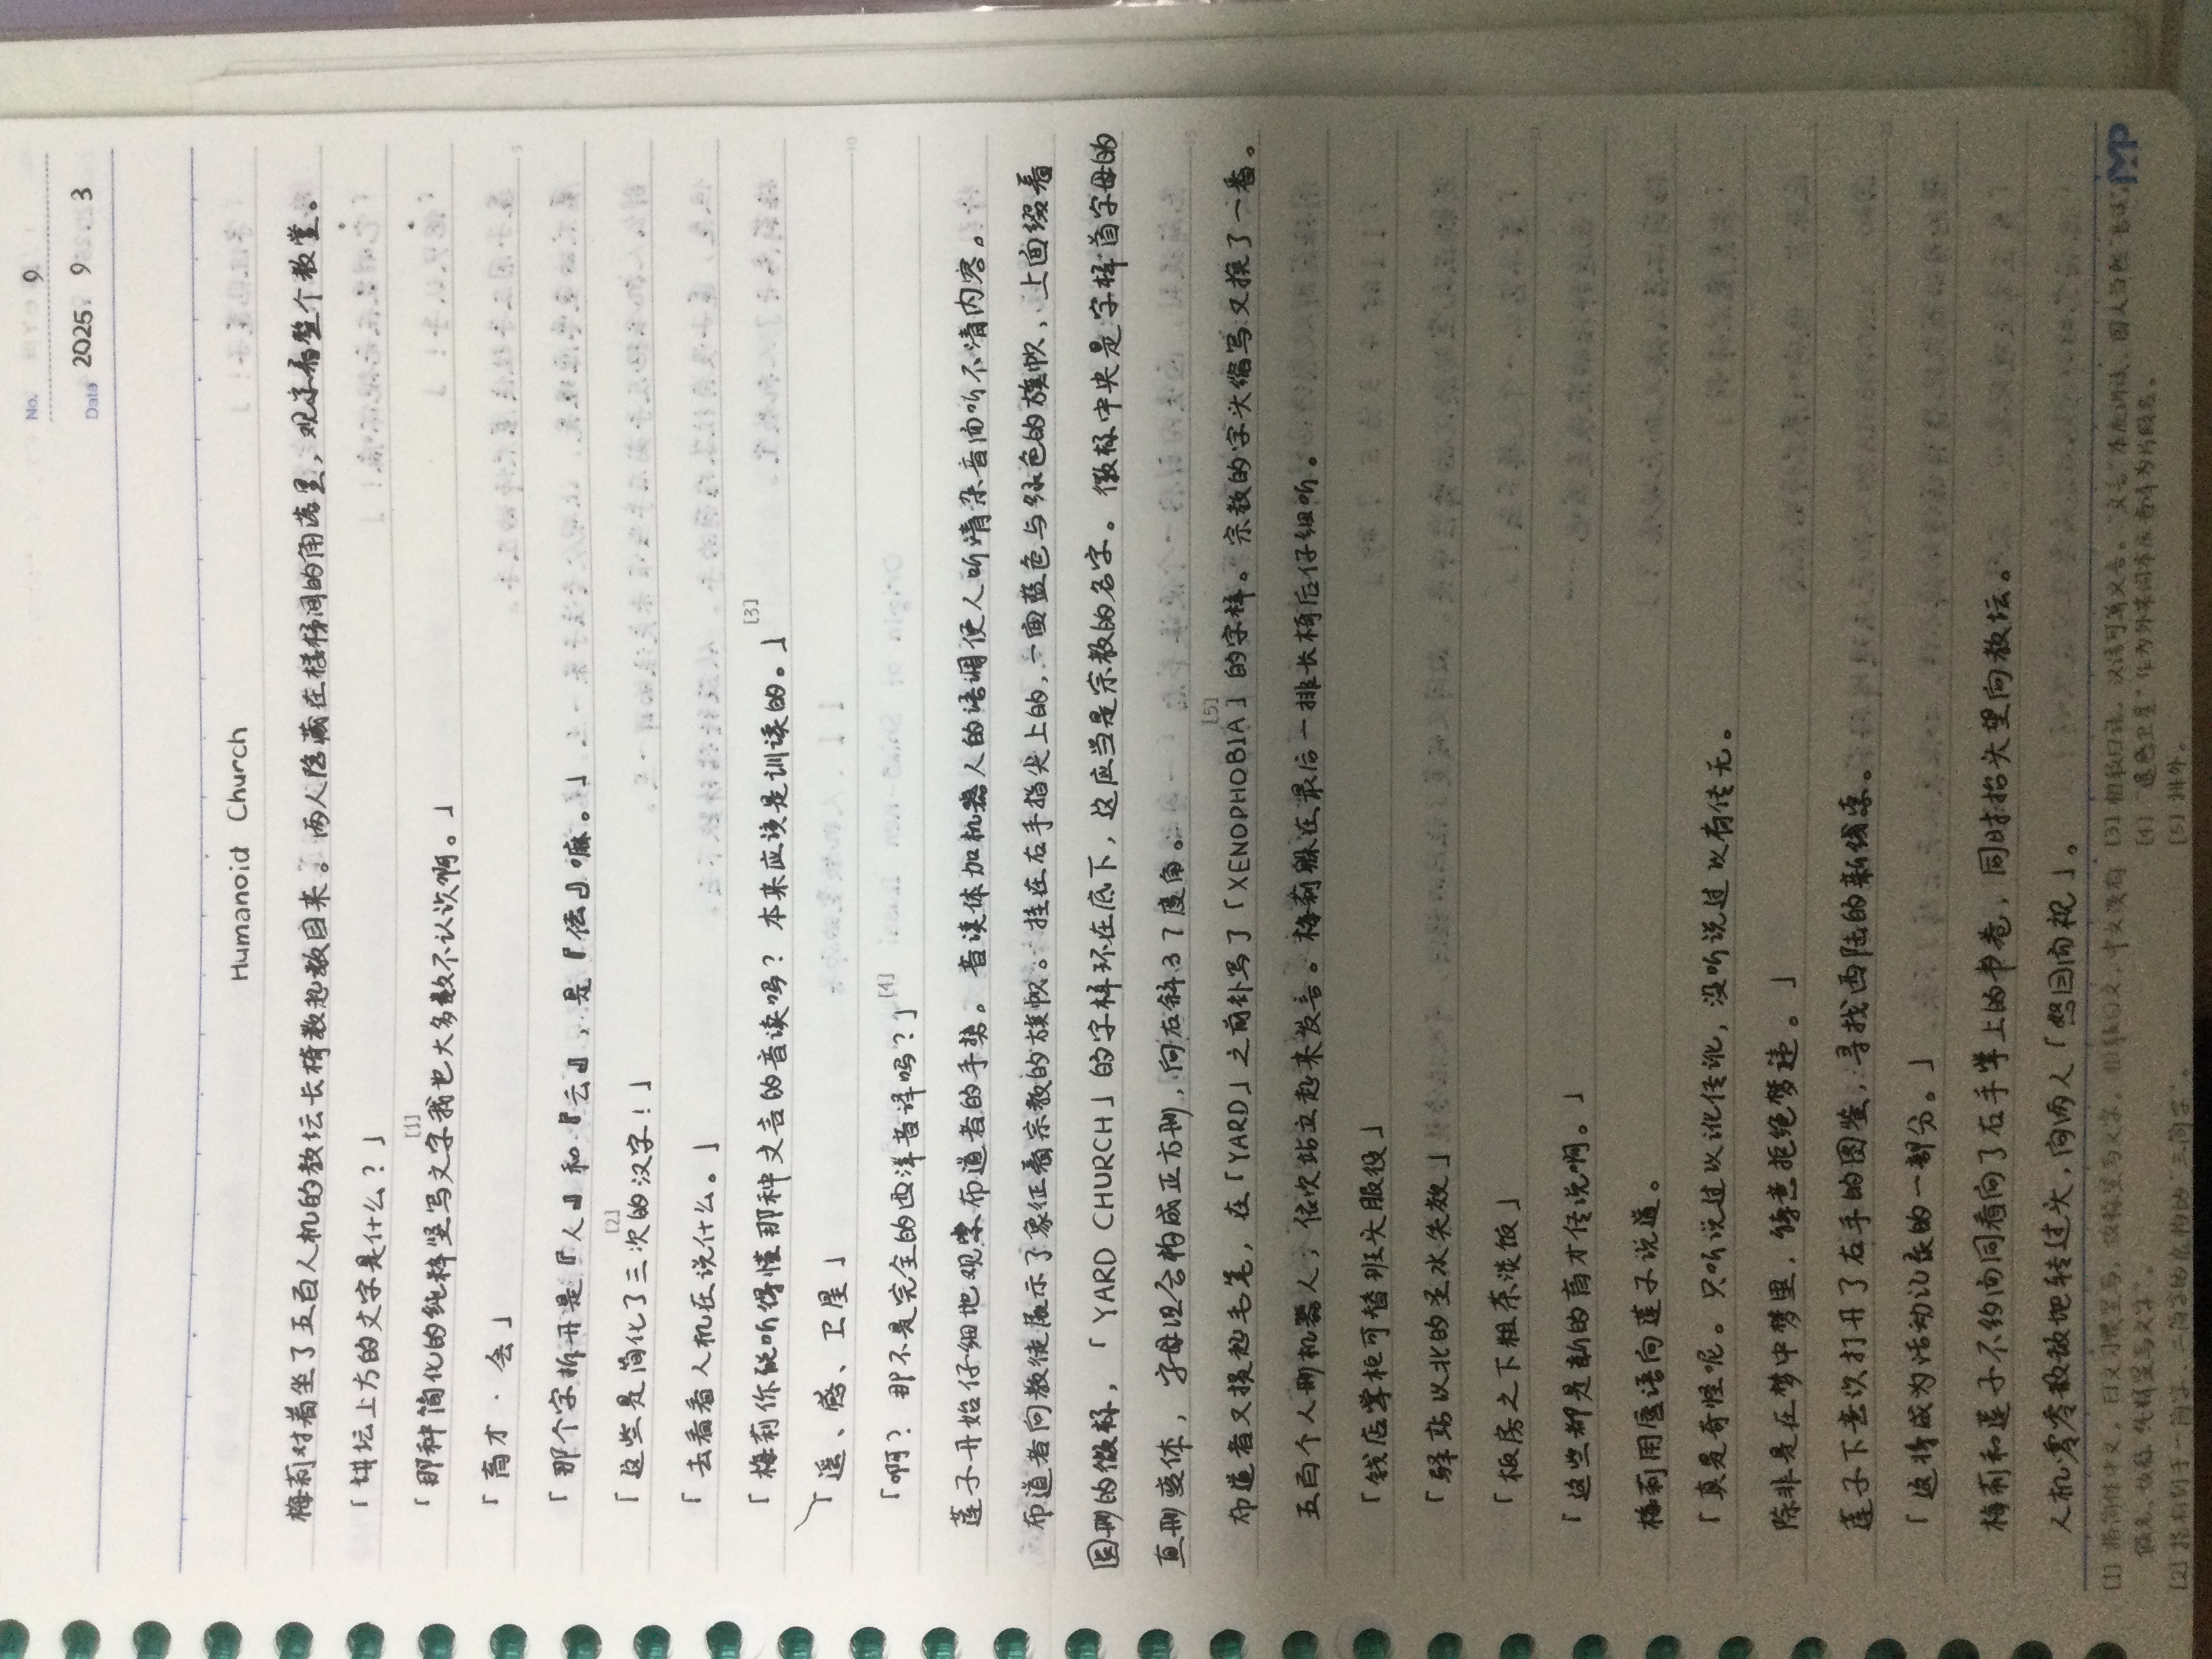 No. 9
Data 2025. 9. 3
Humanoid Church
梅莉对着坐了五百人机的教坛长椅数起数目来。两人隐藏在楼梯间的角落里，观察着整个教堂。
「讲坛上方的文字是什么？」
「那种简化的纯粹竖写文字[1]我也大多数不认识啊。」
「育才·会」
「那个字拆开是『人』和『云』，是『伝』嘛。」
「这些是简化了三次[2]的汉字！」
「去看看人机在说什么。」
「梅莉你能听得懂那种文言的音读吗？本来应该是训读的。」[3]
「遥、感、卫星」
「啊？那不是完全的西洋音译吗？」[4]
莲子开始仔细地观察布道者的手势。音读体加机器人的语调使人听清杂音而听不清内容。
布道者向教徒展示了象征着宗教的旗帜。挂在右手指尖上的，一面蓝色与绿色的旗帜，上面缀着
圆形的徽标，「YARD CHURCH」的字样环在底下，这应当是宗教的名字。徽标中央是字样首字母的
直形变体，字母组合构成正方形，向右斜37度角。
布道者又提起毛笔，在「YARD」之前补写了「XENOPHOBIA」[5]的字样。宗教的字头缩写又换了一番。
五百个人形机器人，依次站立起来发言。梅莉躲在最后一排长椅后仔细听。
「钱店掌柜可替班头服役」
「驿站以北的圣水失效」
「板房之下粗茶淡饭」
「这些都是新的育才传说啊。」
梅莉用唇语向莲子说道。
「真是奇怪呢。只听说过以讹传讹，没听说过以有传无。
除非是在梦中梦里，特意拒绝梦违。」
莲子下意识打开了右手的图鉴，寻找西陆的新线索。
「这将成为活动记录的一部分。」
梅莉和莲子不约而同看向了右手掌上的书卷，同时抬头望向教坛。
人机零零散散地转过头，向两人「怒目而视」。
[1] 指简体中文。日文习惯竖写，故称竖写文字。相较日文，中文没有
假名，故称"纯粹竖写文字"。
[2] 指相对于一简字、二简字的虚构的"三简字"。
[3] 相较口语，汉语可算文言。"文言"本应训读，国人当然"音读"。
[4] "遥感卫星"作为外来词本应音译为片假名。
[5] 排外。
MP